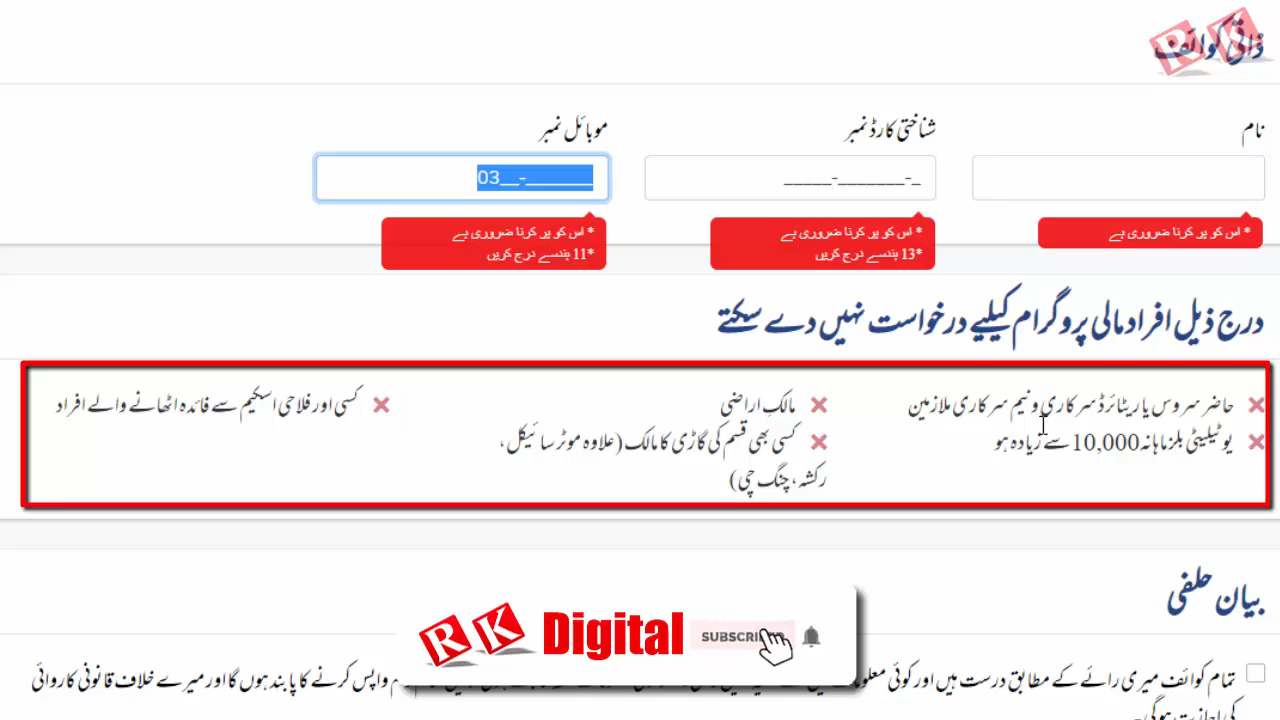 ذاتی کوائف
RK
نام
شناختی کارڈ نمبر
موبائل نمبر
_____-_______-_
03__-_______
* اس کو پر کرنا ضروری ہے
* اس کو پر کرنا ضروری ہے
*13 ہندسے درج کریں
* اس کو پر کرنا ضروری ہے
*11 ہندسے درج کریں
درج ذیل افراد مالی پروگرام کیلیے درخواست نہیں دے سکتے
حاضر سروس یا ریٹائرڈ سرکاری و نیم سرکاری ملازمین
مالک اراضی
کسی اور فلاحی اسکیم سے فائدہ اٹھانے والے افراد
یوٹیلیٹی بلز ماہانہ 10,000 سے زیادہ ہو
کسی بھی قسم کی گاڑی کا مالک (علاوہ موٹر سائیکل،
رکشہ، چنگ چی)
بیان حلفی
تمام کوائف میری رائے کے مطابق درست ہیں اور کوئی واپس کرنے کا پابند ہوں گا اور میرے خلاف قانونی کاروائی
کی اجازت ہوگی۔
RK Digital
SUBSCRI